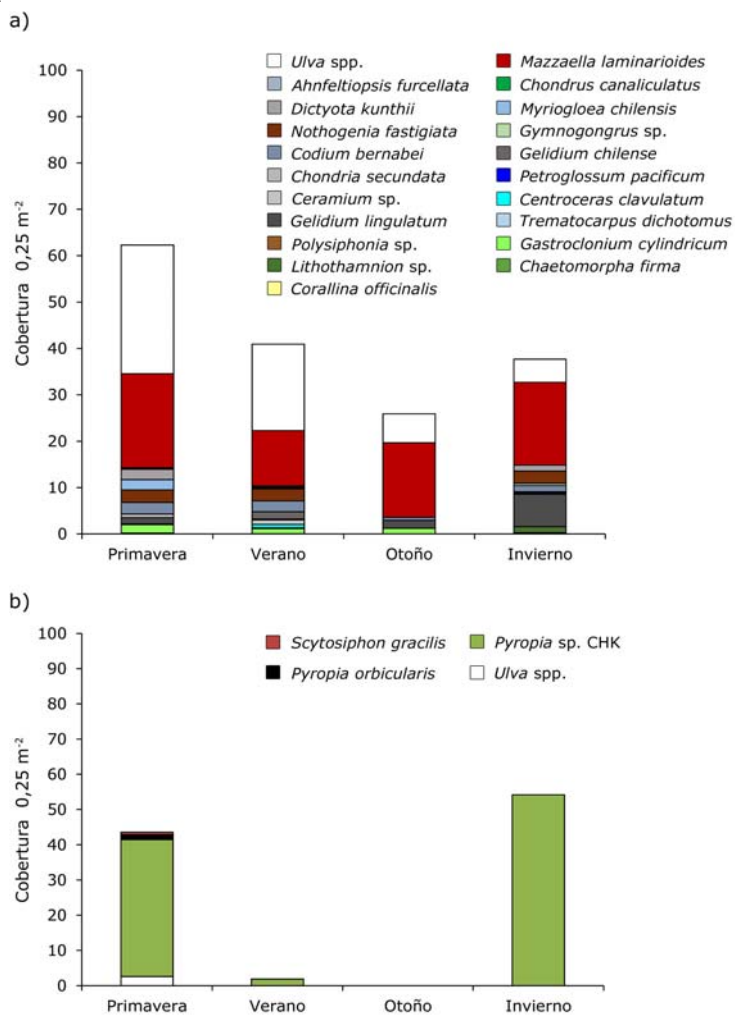 a)
Ulva spp. Mazzaella laminarioides
Ahnfeltiopsis furcellata Chondrus canaliculatus
Dictyota kunthii Myriogloea chilensis
Nothogenia fastigiata Gymnogongrus sp.
Codium bernabei Gelidium chilense
Chondria secundata Petroglossum pacificum
Ceramium sp. Centroceras clavulatum
Gelidium lingulatum Trematocarpus dichotomus
Polysiphonia sp. Gastroclonium cylindricum
Lithothamnion sp. Chaetomorpha firma
Corallina officinalis
Cobertura 0,25 m⁻²
100
90
80
70
60
50
40
30
20
10
0
Primavera Verano Otoño Invierno
b)
Scytosiphon gracilis Pyropia sp. CHK
Pyropia orbicularis Ulva spp.
Cobertura 0,25 m⁻²
100
90
80
70
60
50
40
30
20
10
0
Primavera Verano Otoño Invierno